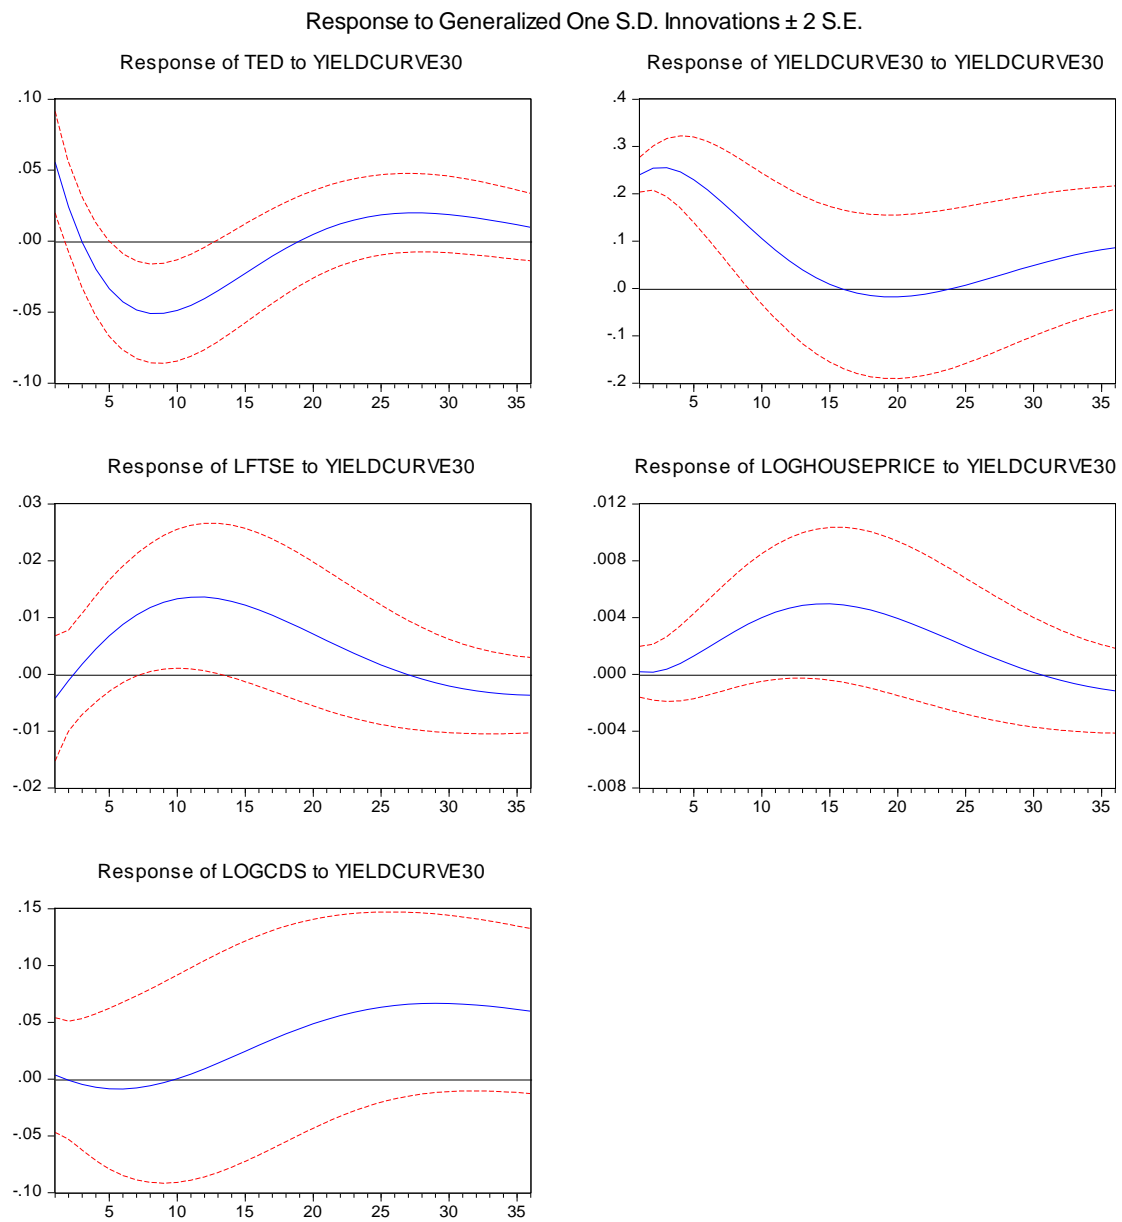 Response to Generalized One S.D. Innovations ± 2 S.E.
Response of TED to YIELDCURVE30
.10
.05
.00
-.05
-.10
5 10 15 20 25 30 35
Response of YIELDCURVE30 to YIELDCURVE30
.4
.3
.2
.1
.0
-.1
-.2
5 10 15 20 25 30 35
Response of LFTSE to YIELDCURVE30
.03
.02
.01
.00
-.01
-.02
5 10 15 20 25 30 35
Response of LOGHOUSEPRICE to YIELDCURVE30
.012
.008
.004
.000
-.004
-.008
5 10 15 20 25 30 35
Response of LOGCDS to YIELDCURVE30
.15
.10
.05
.00
-.05
-.10
5 10 15 20 25 30 35